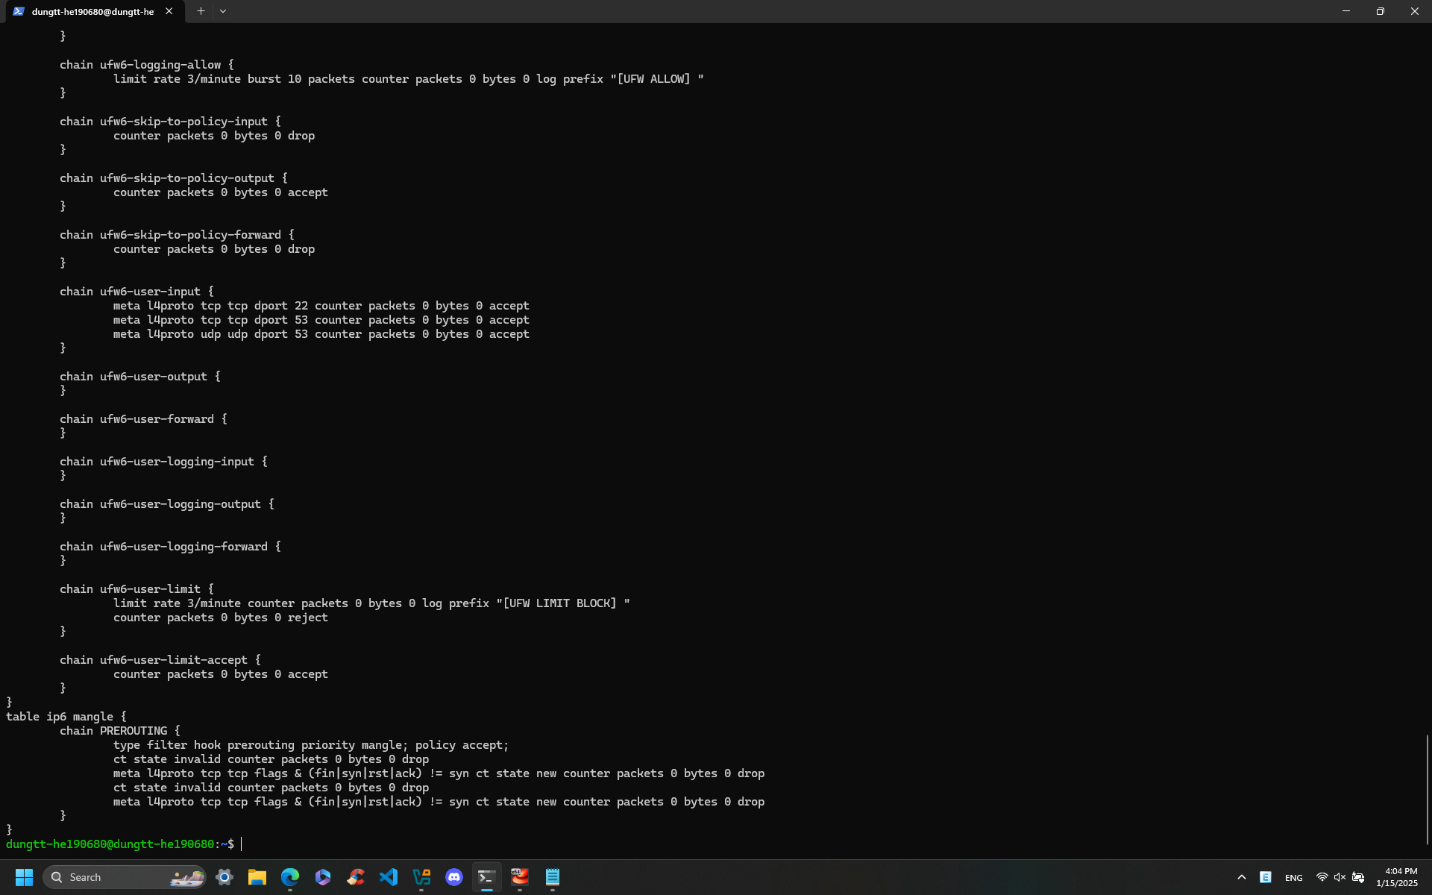 dungtt-he190680@dungtt-he
}
chain ufw6-logging-allow {
limit rate 3/minute burst 10 packets counter packets 0 bytes 0 log prefix "[UFW ALLOW] "
}
chain ufw6-skip-to-policy-input {
counter packets 0 bytes 0 drop
}
chain ufw6-skip-to-policy-output {
counter packets 0 bytes 0 accept
}
chain ufw6-skip-to-policy-forward {
counter packets 0 bytes 0 drop
}
chain ufw6-user-input {
meta l4proto tcp tcp dport 22 counter packets 0 bytes 0 accept
meta l4proto tcp tcp dport 53 counter packets 0 bytes 0 accept
meta l4proto udp udp dport 53 counter packets 0 bytes 0 accept
}
chain ufw6-user-output {
}
chain ufw6-user-forward {
}
chain ufw6-user-logging-input {
}
chain ufw6-user-logging-output {
}
chain ufw6-user-logging-forward {
}
chain ufw6-user-limit {
limit rate 3/minute counter packets 0 bytes 0 log prefix "[UFW LIMIT BLOCK] "
counter packets 0 bytes 0 reject
}
chain ufw6-user-limit-accept {
counter packets 0 bytes 0 accept
}
}
table ip6 mangle {
chain PREROUTING {
type filter hook prerouting priority mangle; policy accept;
ct state invalid counter packets 0 bytes 0 drop
meta l4proto tcp tcp flags & (fin|syn|rst|ack) != syn ct state new counter packets 0 bytes 0 drop
ct state invalid counter packets 0 bytes 0 drop
meta l4proto tcp tcp flags & (fin|syn|rst|ack) != syn ct state new counter packets 0 bytes 0 drop
}
}
dungtt-he190680@dungtt-he190680:~$
Search
E ENG
4:04 PM
1/15/2025